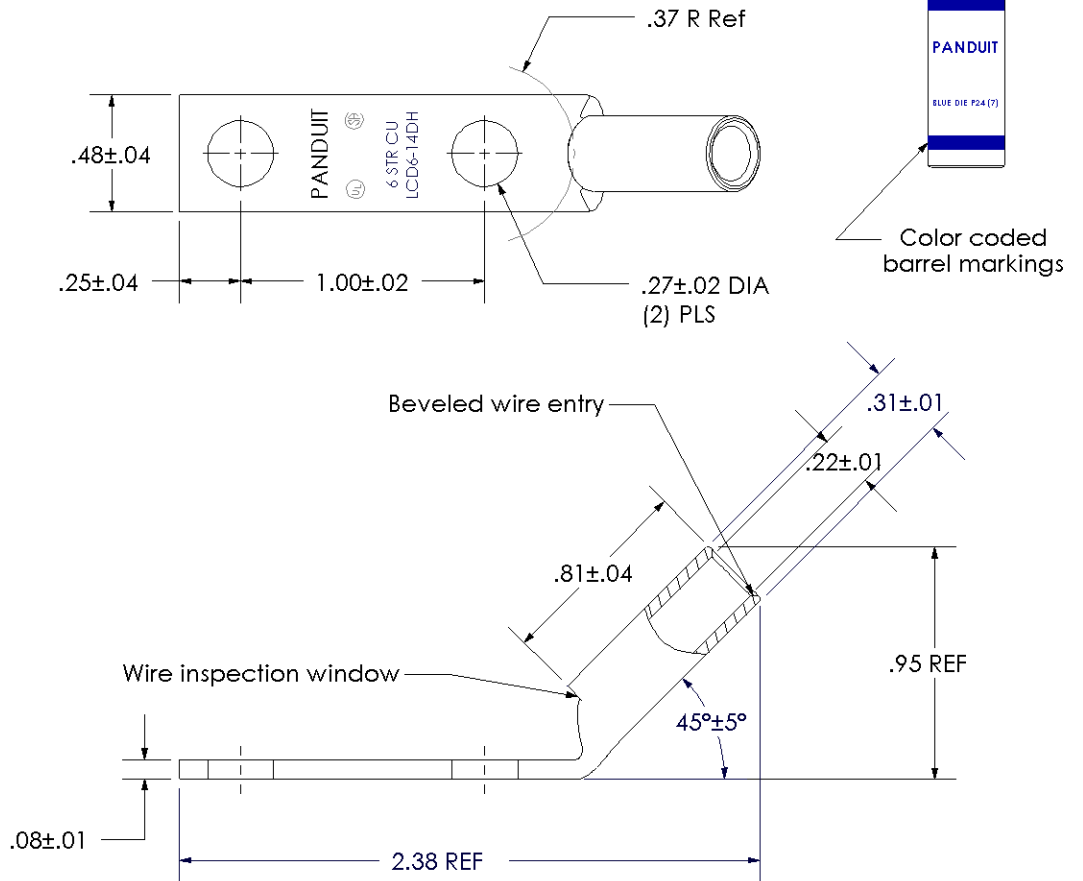 .37 R Ref
PANDUIT
BLUE DIE P24 (7)
.48±.04
PANDUIT
UL
6 STR CU
LCD6-14DH
Color coded
barrel markings
.25±.04
1.00±.02
.27±.02 DIA
(2) PLS
Beveled wire entry
.31±.01
.22±.01
.81±.04
Wire inspection window
.95 REF
45°±5°
.08±.01
2.38 REF